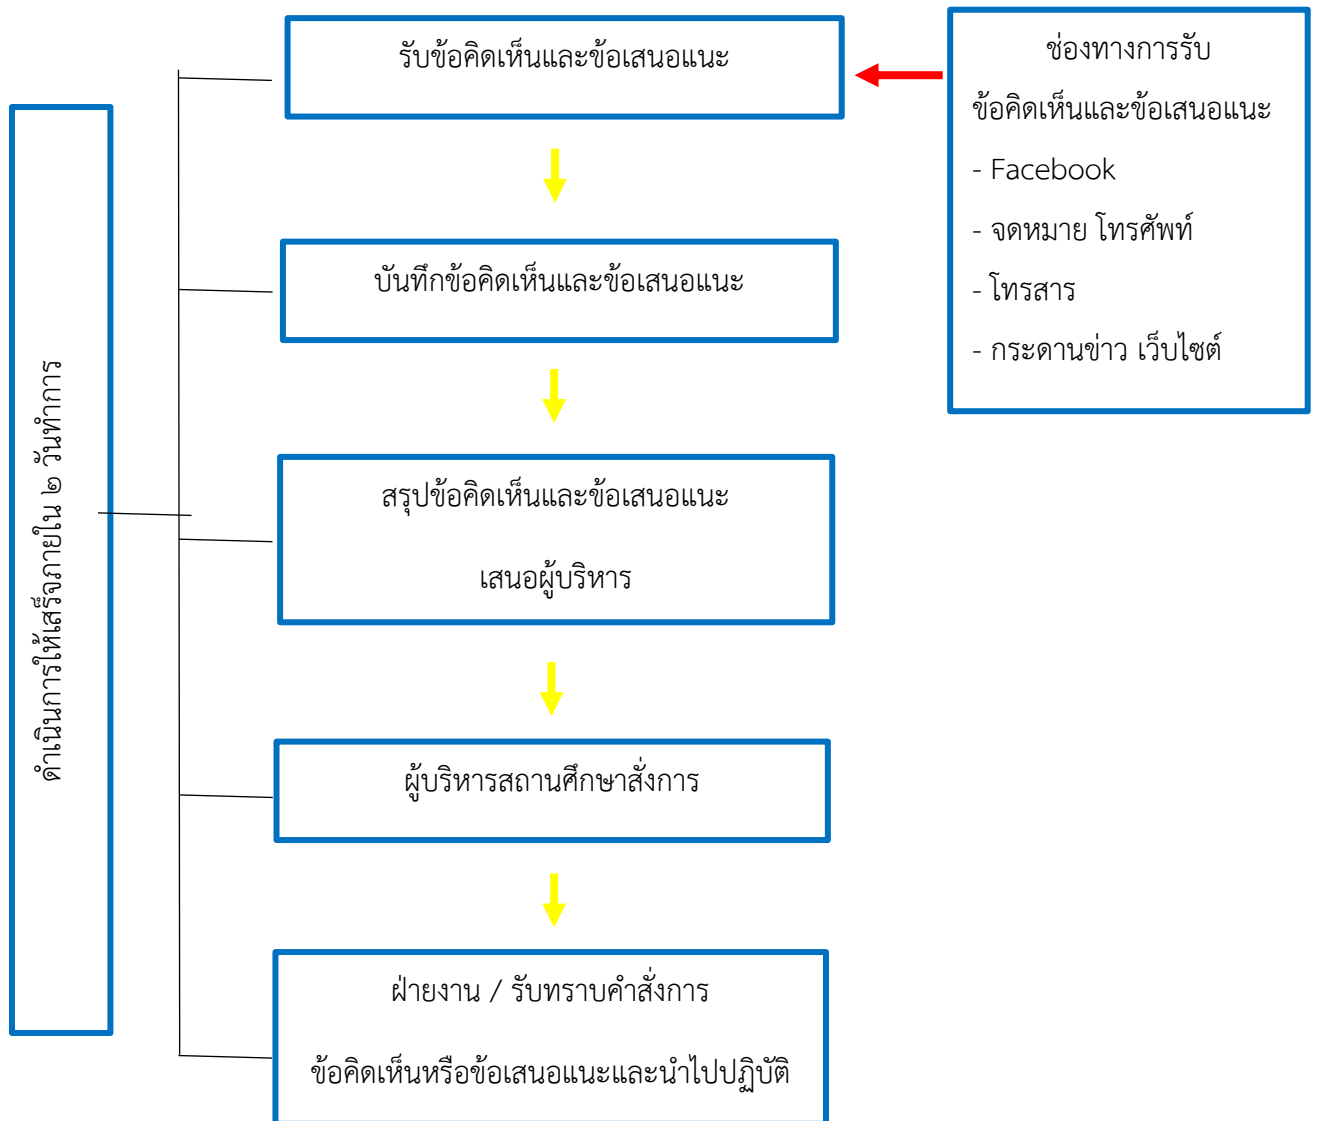 รับข้อคิดเห็นและข้อเสนอแนะ
ช่องทางการรับ
ข้อคิดเห็นและข้อเสนอแนะ
- Facebook
- จดหมาย โทรศัพท์
- โทรสาร
- กระดานข่าว เว็บไซต์
บันทึกข้อคิดเห็นและข้อเสนอแนะ
สรุปข้อคิดเห็นและข้อเสนอแนะ
เสนอผู้บริหาร
ผู้บริหารสถานศึกษาสั่งการ
ฝ่ายงาน / รับทราบคำสั่งการ
ข้อคิดเห็นหรือข้อเสนอแนะและนำไปปฏิบัติ
ดำเนินการให้เสร็จภายใน ๒ วันทำการ